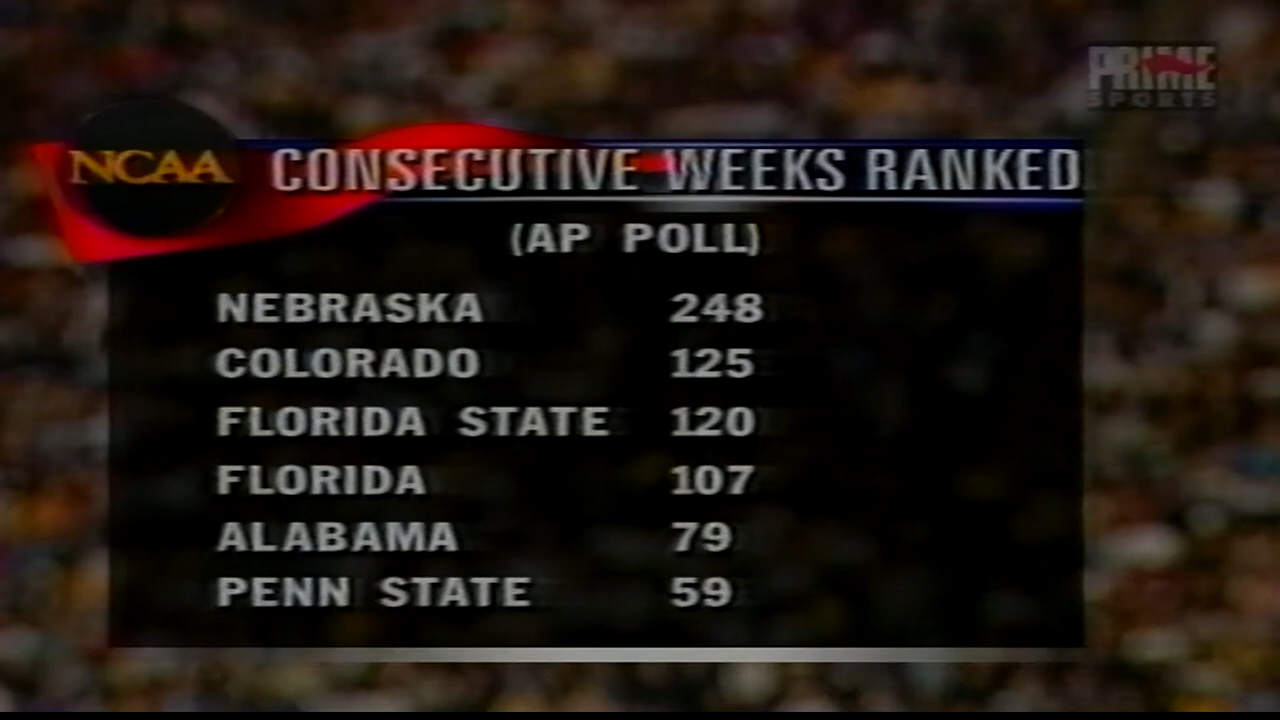 PRIME
SPORTS
NCAA CONSECUTIVE WEEKS RANKED
(AP POLL)
NEBRASKA 248
COLORADO 125
FLORIDA STATE 120
FLORIDA 107
ALABAMA 79
PENN STATE 59